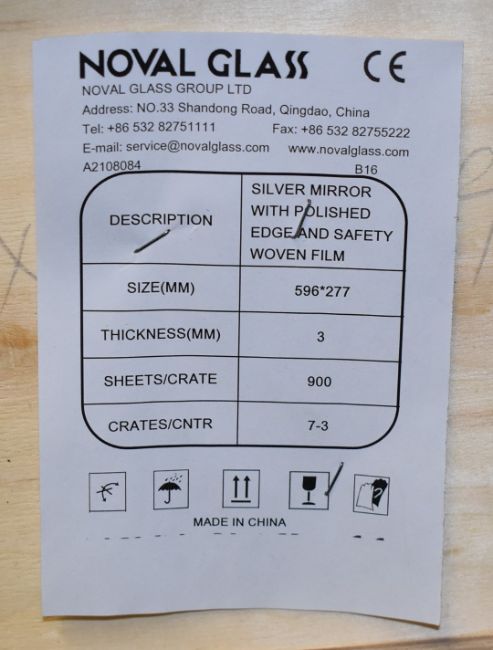 NOVAL GLASS CE
NOVAL GLASS GROUP LTD
Address: NO.33 Shandong Road, Qingdao, China
Tel: +86 532 82751111 Fax: +86 532 82755222
E-mail: service@novalglass.com www.novalglass.com
A2108084 B16
DESCRIPTION
SILVER MIRROR
WITH POLISHED
EDGE AND SAFETY
WOVEN FILM
SIZE(MM) 596*277
THICKNESS(MM) 3
SHEETS/CRATE 900
CRATES/CNTR 7-3
MADE IN CHINA